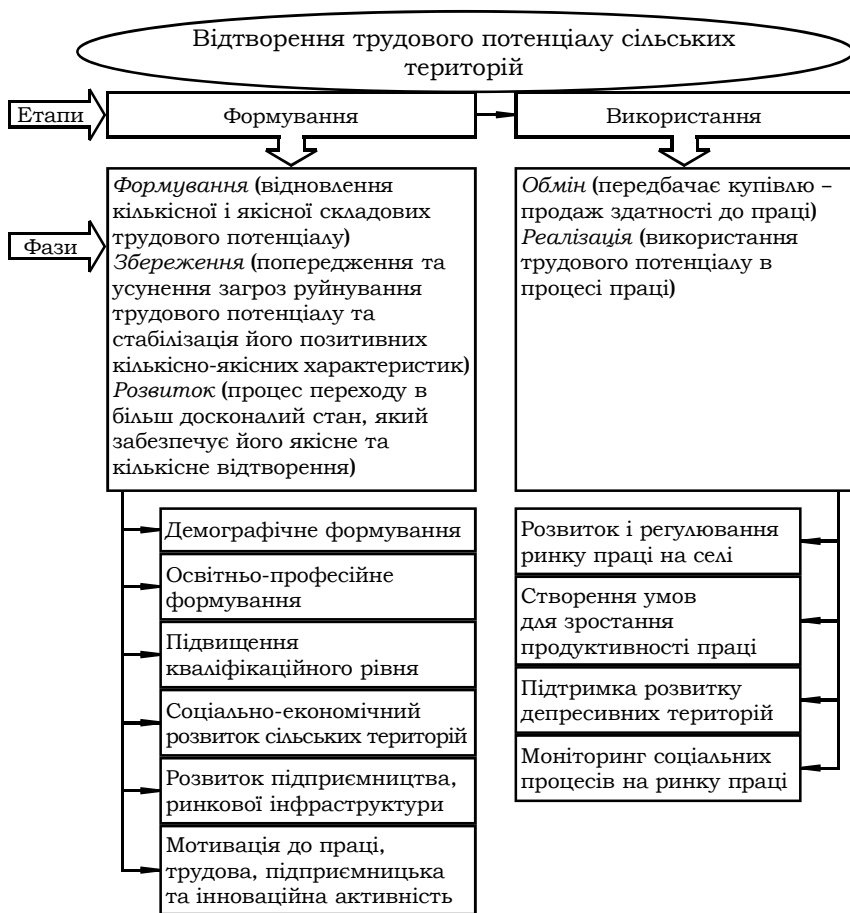 Відтворення трудового потенціалу сільських
територій
Етапи
Формування
Використання
Фази
Формування (відновлення
кількісної і якісної складових
трудового потенціалу)
Збереження (попередження та
усунення загроз руйнування
трудового потенціалу та
стабілізація його позитивних
кількісно-якісних характеристик)
Розвиток (процес переходу в
більш досконалий стан, який
забезпечує його якісне та
кількісне відтворення)
Обмін (передбачає купівлю –
продаж здатності до праці)
Реалізація (використання
трудового потенціалу в
процесі праці)
Демографічне формування
Освітньо-професійне
формування
Підвищення
кваліфікаційного рівня
Соціально-економічний
розвиток сільських територій
Розвиток підприємництва,
ринкової інфраструктури
Мотивація до праці,
трудова, підприємницька
та інноваційна активність
Розвиток і регулювання
ринку праці на селі
Створення умов
для зростання
продуктивності праці
Підтримка розвитку
депресивних територій
Моніторинг соціальних
процесів на ринку праці